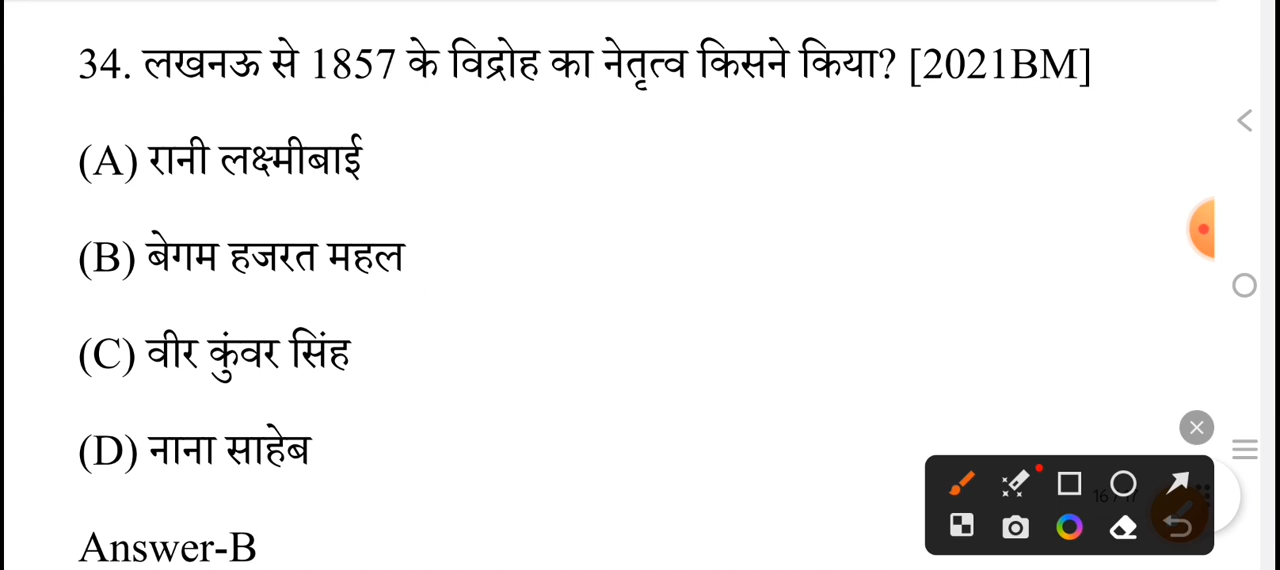 34. लखनऊ से 1857 के विद्रोह का नेतृत्व किसने किया? [2021BM]
(A) रानी लक्ष्मीबाई
(B) बेगम हजरत महल
(C) वीर कुंवर सिंह
(D) नाना साहेब
Answer-B